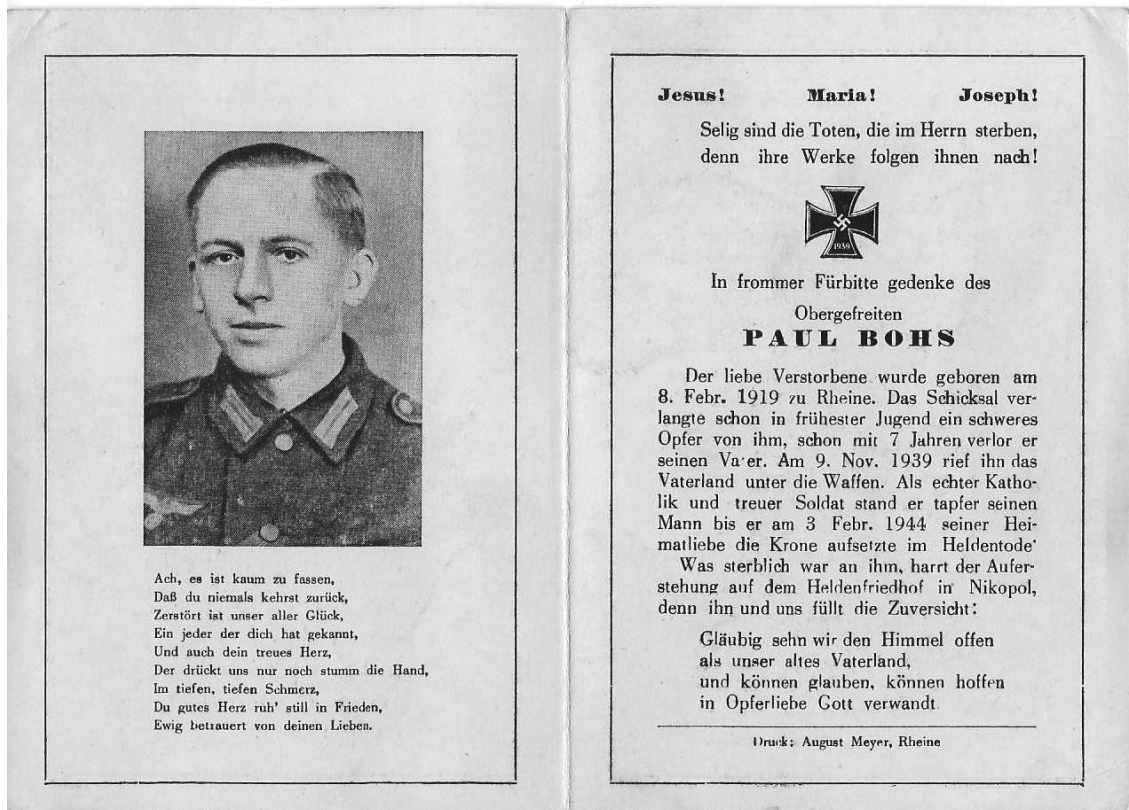 Ach, es ist kaum zu fassen,
Daß du niemals kehrst zurück,
Zerstört ist unser aller Glück,
Ein jeder der dich hat gekannt,
Und auch dein treues Herz,
Der drückt uns nur noch stumm die Hand,
Im tiefen, tiefen Schmerz,
Du gutes Herz ruh' still in Frieden,
Ewig betrauert von deinen Lieben.
Jesus! Maria! Joseph!
Selig sind die Toten, die im Herrn sterben,
denn ihre Werke folgen ihnen nach!
1939
In frommer Fürbitte gedenke des
Obergefreiten
PAUL BOHS
Der liebe Verstorbene wurde geboren am
8. Febr. 1919 zu Rheine. Das Schicksal ver-
langte schon in frühester Jugend ein schweres
Opfer von ihm, schon mit 7 Jahren verlor er
seinen Va'er. Am 9. Nov. 1939 rief ihn das
Vaterland unter die Waffen. Als echter Katho-
lik und treuer Soldat stand er tapfer seinen
Mann bis er am 3 Febr. 1944 seiner Hei-
matliebe die Krone aufsetzte im Heldentode'
Was sterblich war an ihm, harrt der Aufer-
stehung auf dem Heldenfriedhof in Nikopol,
denn ihn und uns füllt die Zuversicht:
Gläubig sehn wir den Himmel offen
als unser altes Vaterland,
und können glauben, können hoffen
in Opferliebe Gott verwandt.
Druck: August Meyer, Rheine